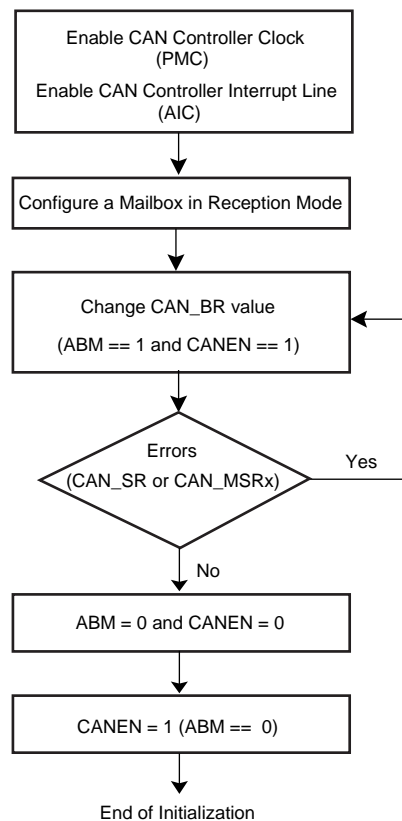 Enable CAN Controller Clock
(PMC)
Enable CAN Controller Interrupt Line
(AIC)
Configure a Mailbox in Reception Mode
Change CAN_BR value
(ABM == 1 and CANEN == 1)
Errors
(CAN_SR or CAN_MSRx)
Yes
No
ABM = 0 and CANEN = 0
CANEN = 1 (ABM == 0)
End of Initialization